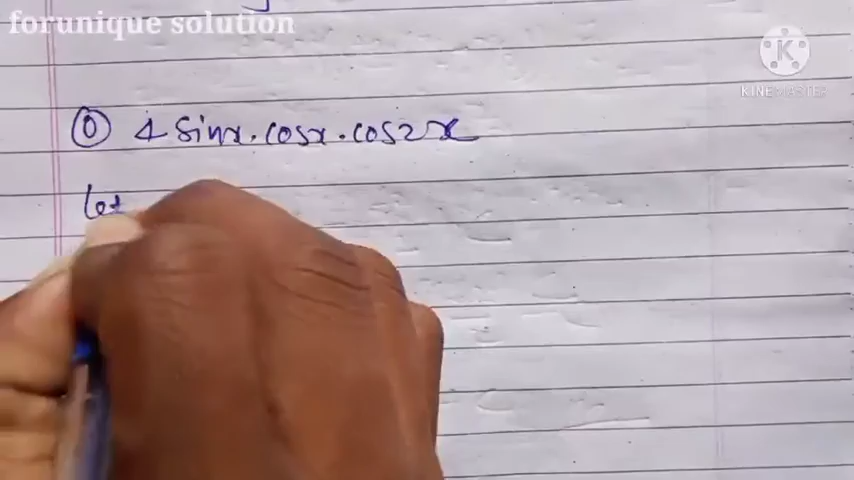 forunique solution
K
KINEMASTER
① 4 sinx . cosx . cos2x
let